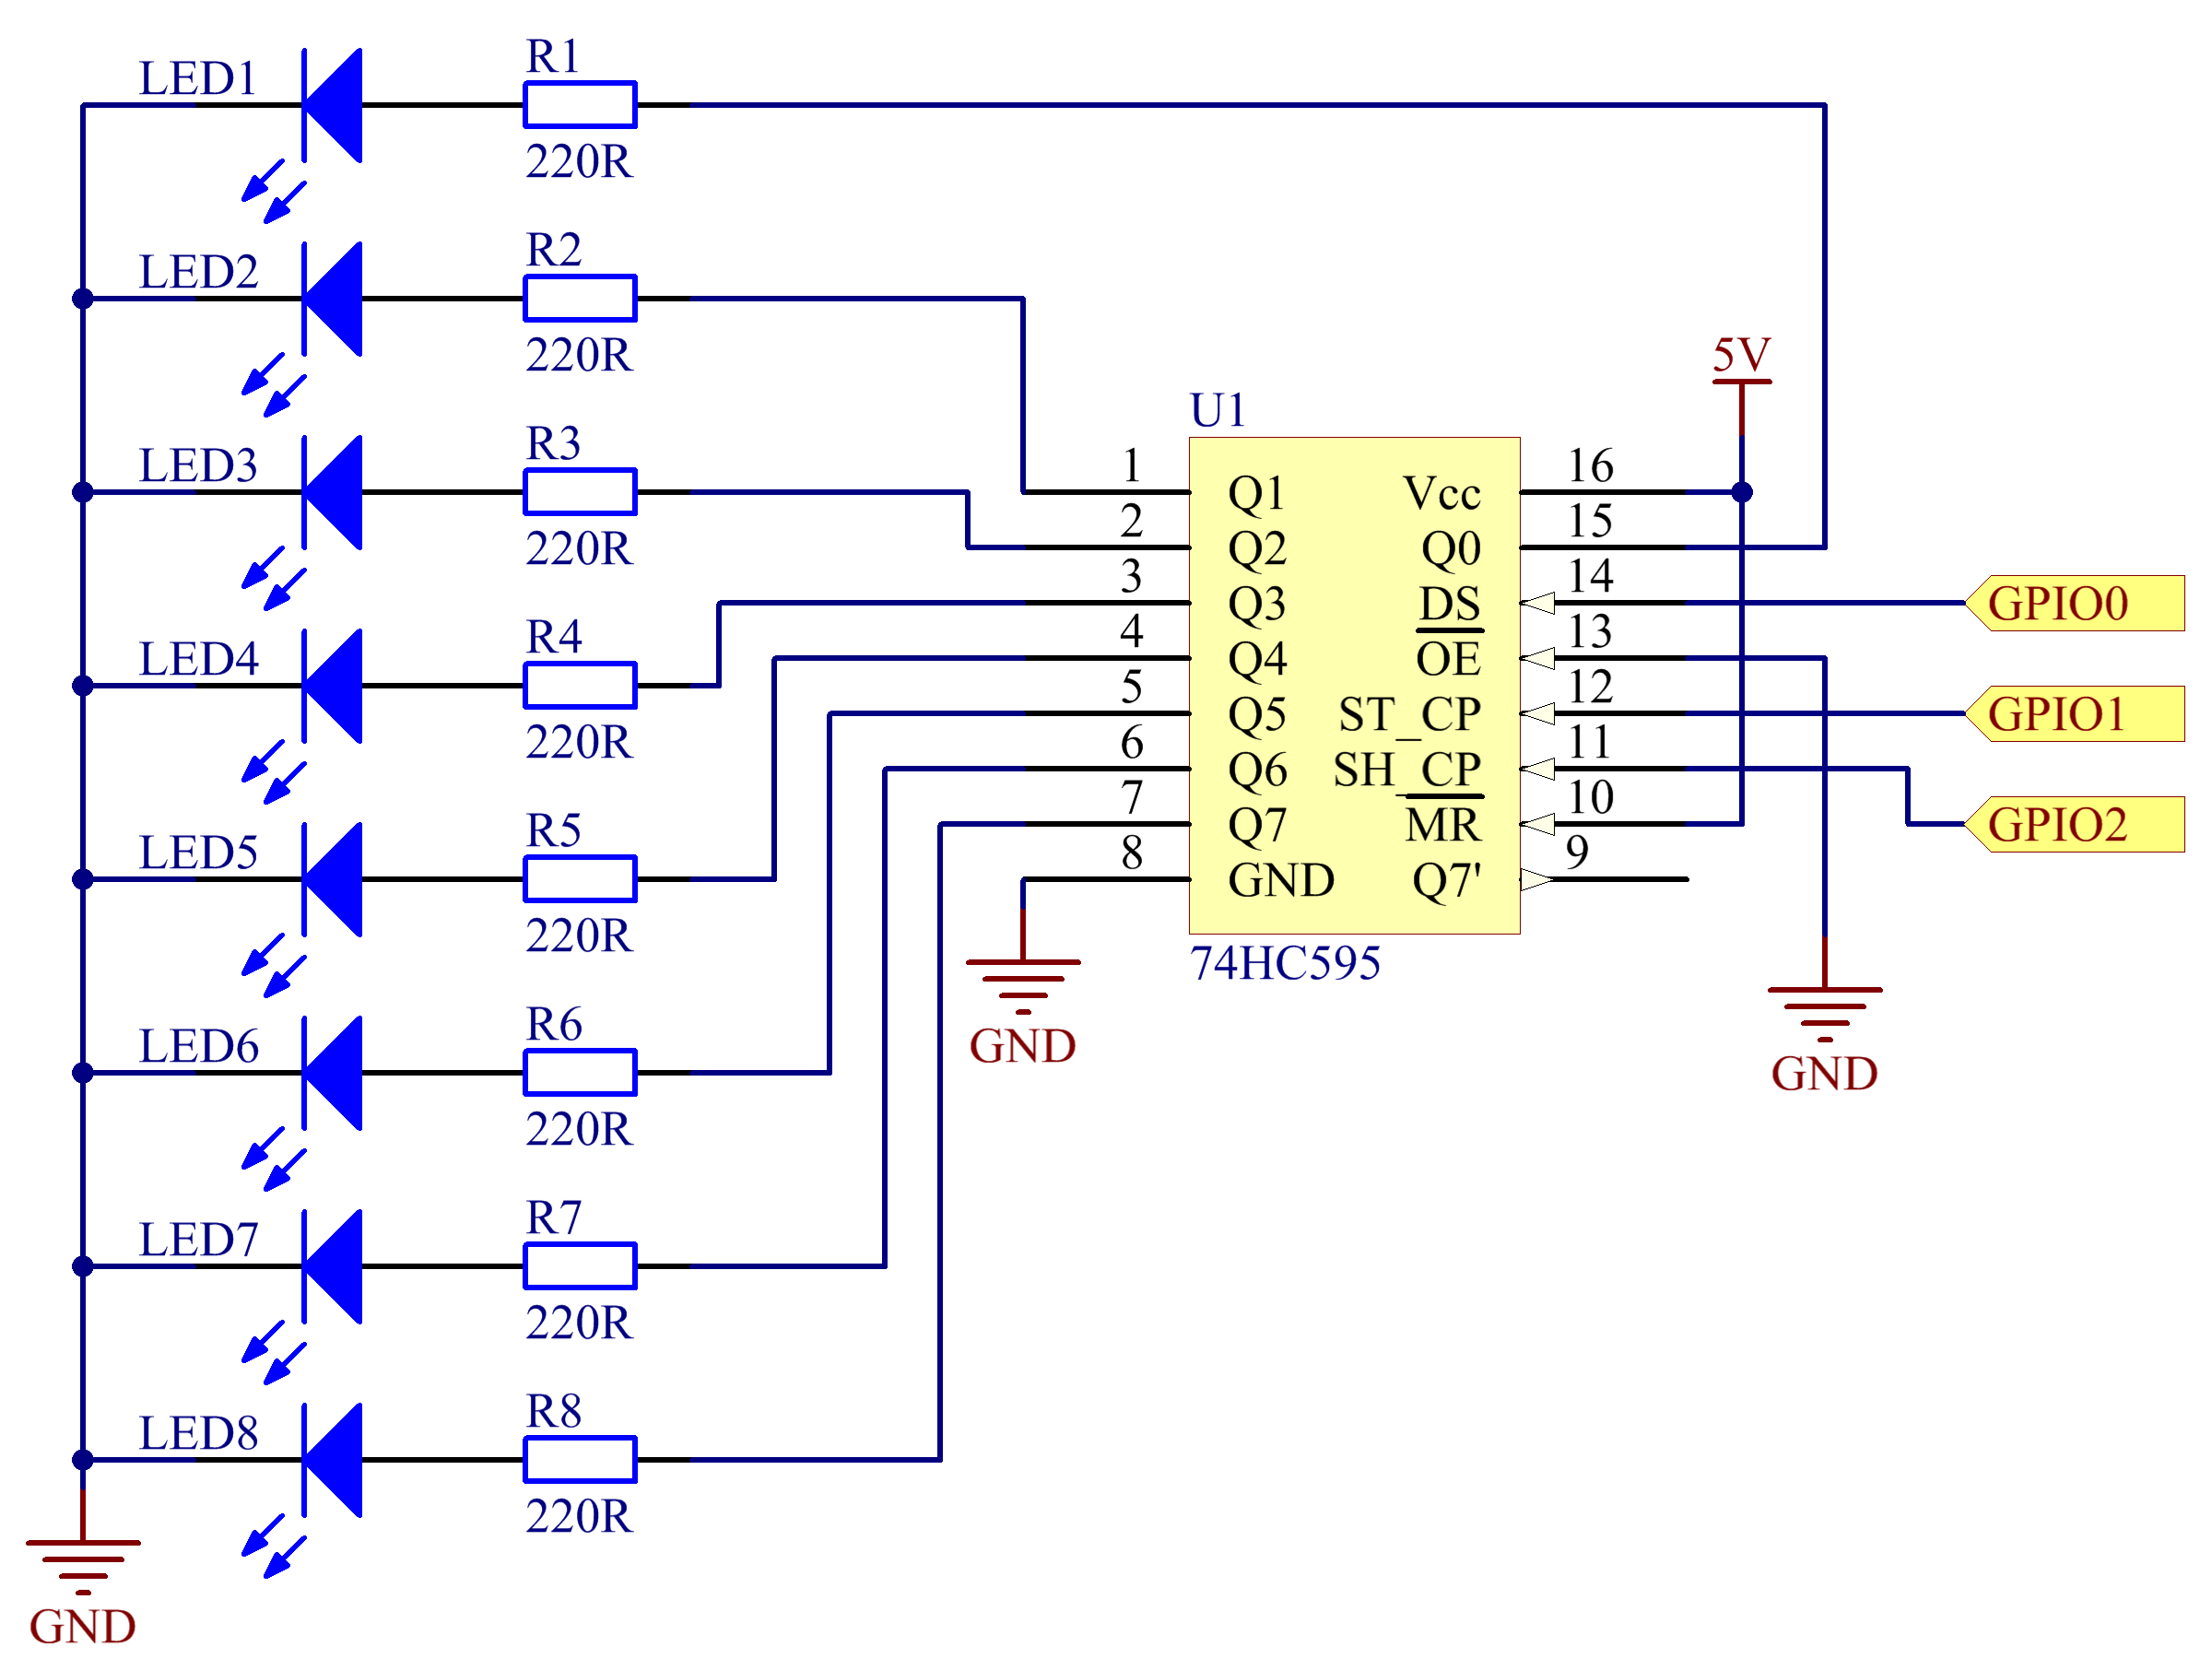 LED1
R1
220R
LED2
R2
220R
LED3
R3
220R
LED4
R4
220R
LED5
R5
220R
LED6
R6
220R
LED7
R7
220R
LED8
R8
220R
GND
U1
1 Q1 Vcc 16
2 Q2 Q0 15
3 Q3 DS 14
4 Q4 OE 13
5 Q5 ST_CP 12
6 Q6 SH_CP 11
7 Q7 MR 10
8 GND Q7' 9
74HC595
GND
5V
GPIO0
GPIO1
GPIO2
GND